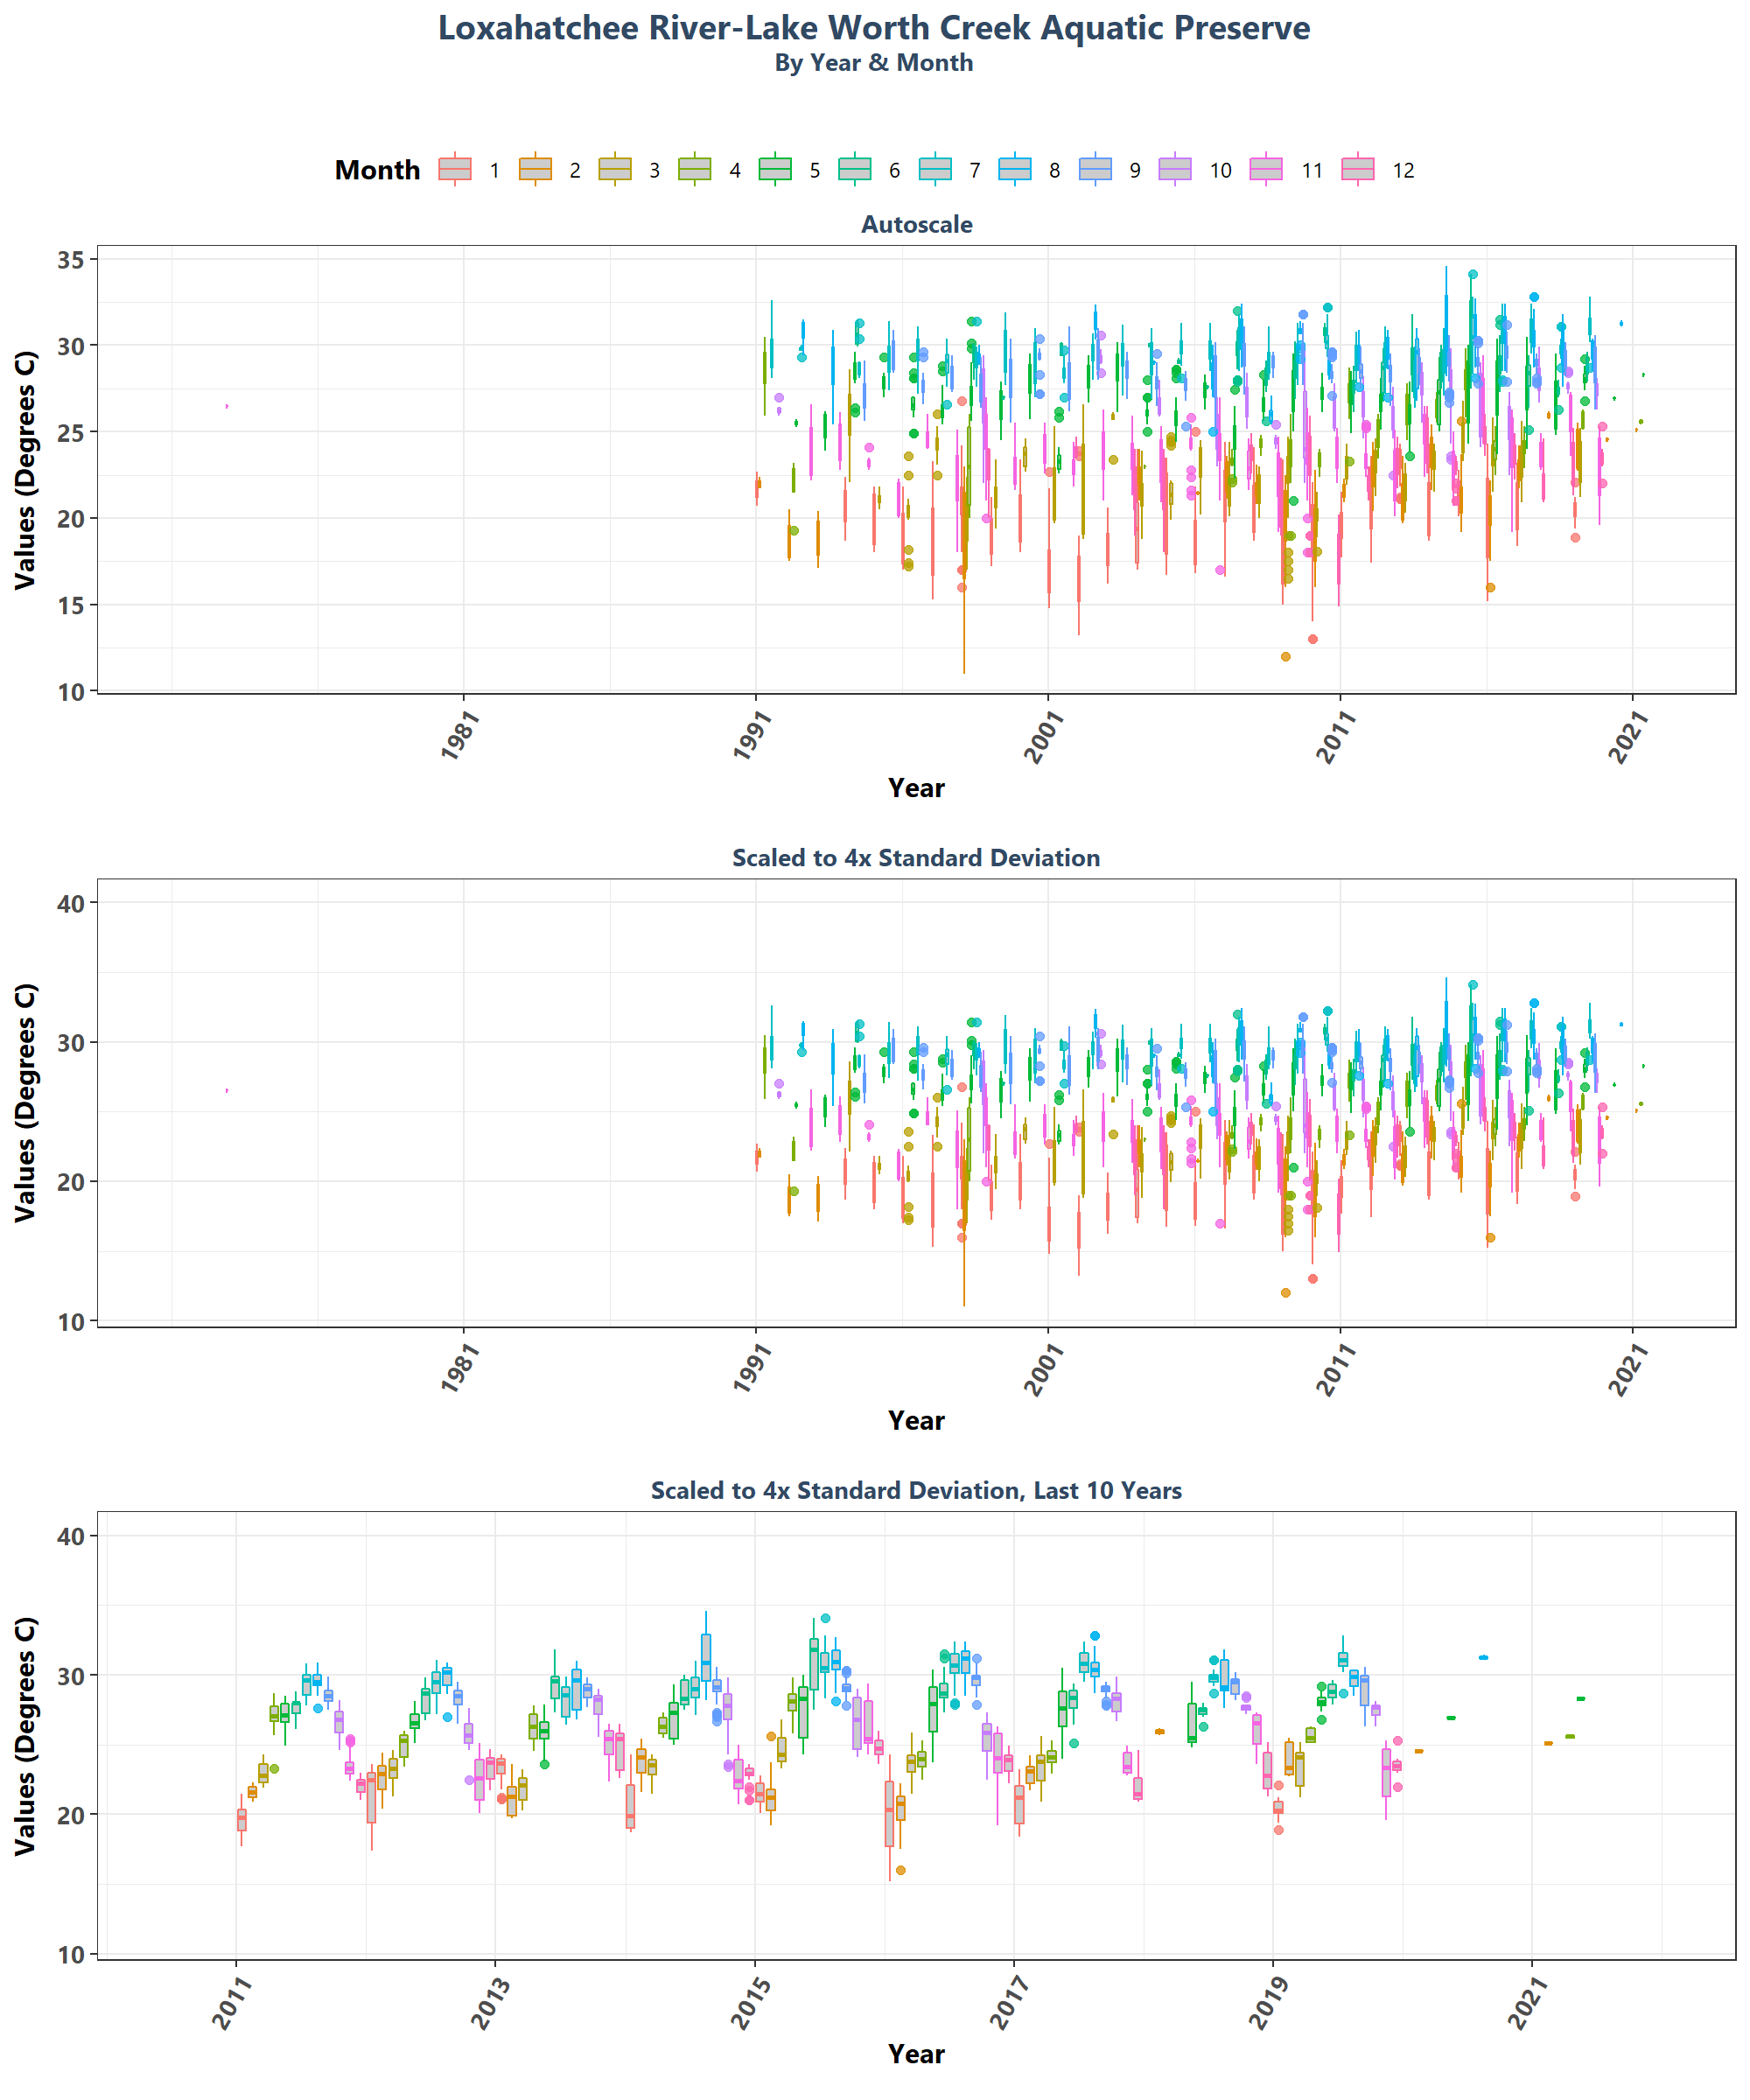 Loxahatchee River-Lake Worth Creek Aquatic Preserve
By Year & Month
Month 1 2 3 4 5 6 7 8 9 10 11 12
Autoscale
35
30
25
20
15
10
Values (Degrees C)
1981 1991 2001 2011 2021
Year
Scaled to 4x Standard Deviation
40
30
20
10
Values (Degrees C)
1981 1991 2001 2011 2021
Year
Scaled to 4x Standard Deviation, Last 10 Years
40
30
20
10
Values (Degrees C)
2011 2013 2015 2017 2019 2021
Year